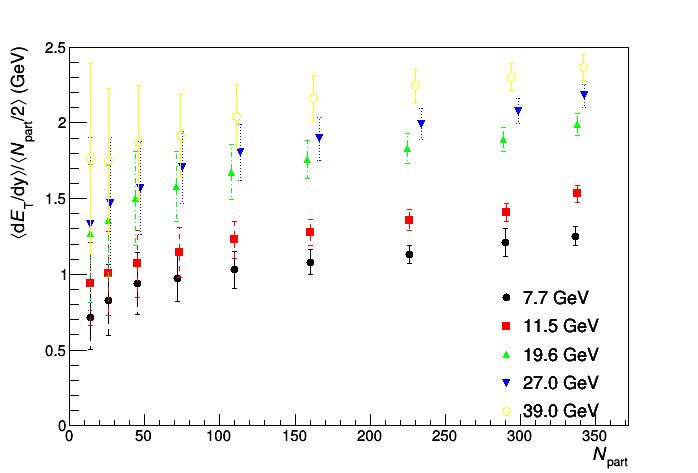 ⟨dE_T/dy⟩/⟨N_part/2⟩ (GeV)
2.5
2
1.5
1
0.5
0
0 50 100 150 200 250 300 350
N_part
7.7 GeV
11.5 GeV
19.6 GeV
27.0 GeV
39.0 GeV